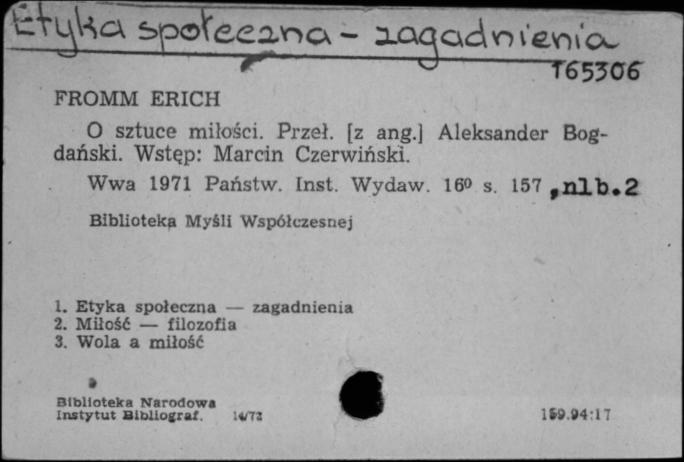 Etyka społeczna - zagadnienia
165306
FROMM ERICH
O sztuce miłości. Przeł. [z ang.] Aleksander Bog-
dański. Wstęp: Marcin Czerwiński.
Wwa 1971 Państw. Inst. Wydaw. 16⁰ s. 157 ,nlb.2
Biblioteka Myśli Współczesnej
1. Etyka społeczna — zagadnienia
2. Miłość — filozofia
3. Wola a miłość
Biblioteka Narodowa
Instytut Bibliograf. 14/72 159.94:17